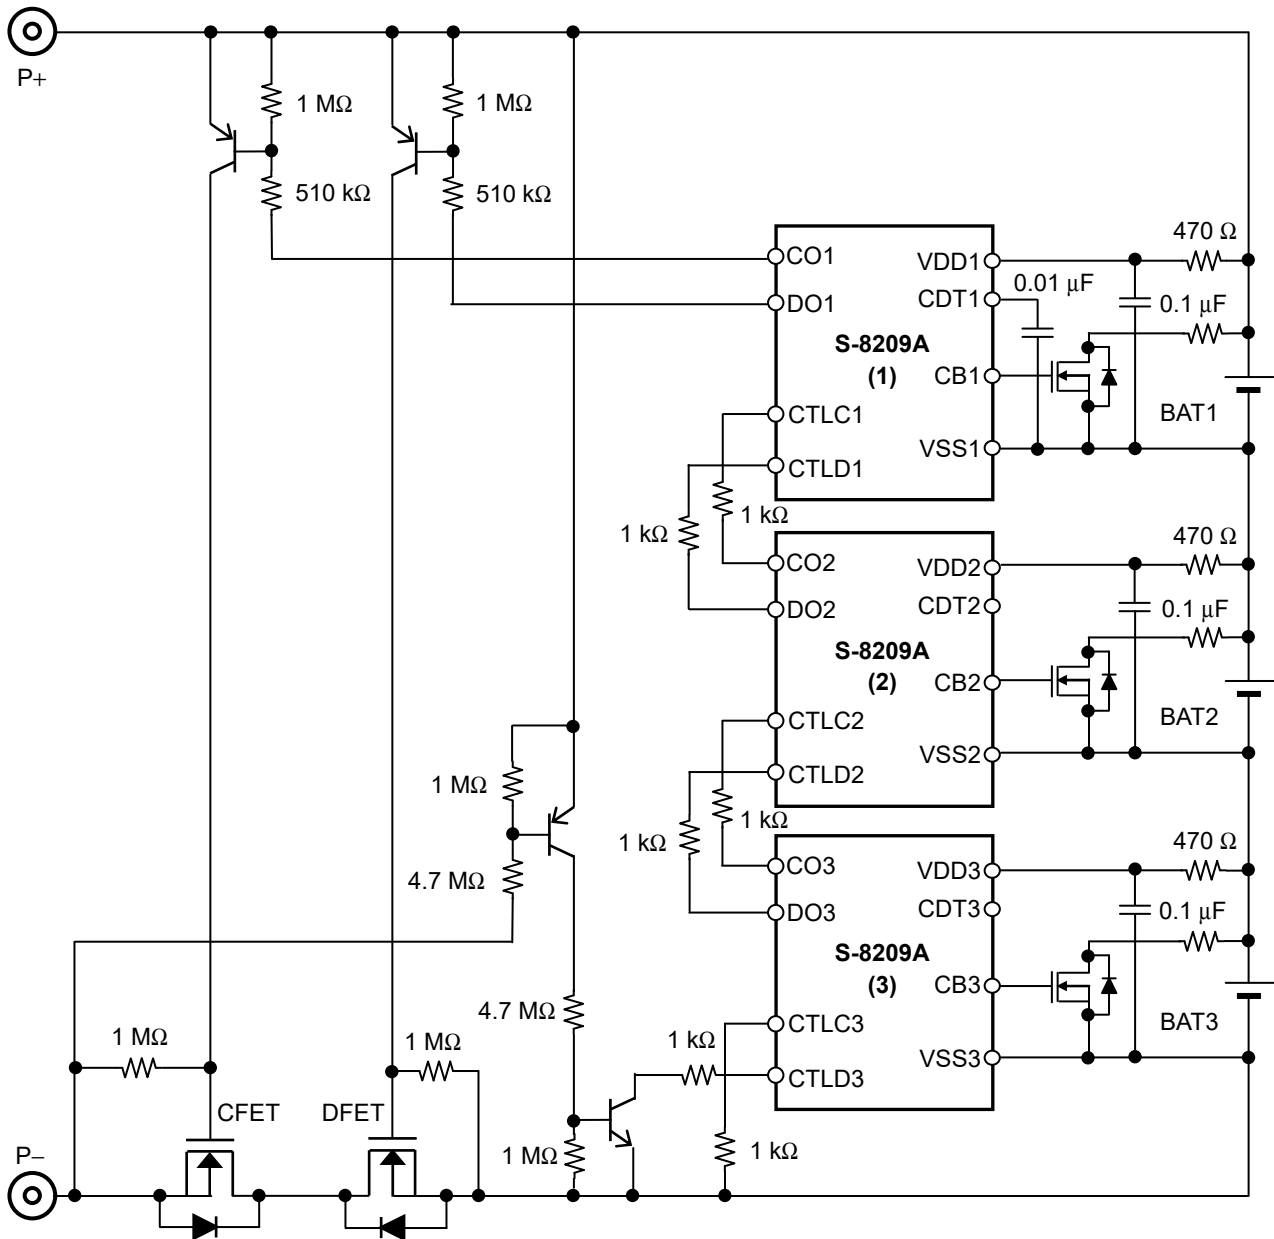 P+
1 MΩ
1 MΩ
510 kΩ
510 kΩ
470 Ω
CO1
VDD1
0.01 µF
CDT1
0.1 µF
DO1
S-8209A
(1)
CB1
BAT1
CTLC1
VSS1
CTLD1
1 kΩ
1 kΩ
470 Ω
CO2
VDD2
CDT2
0.1 µF
DO2
S-8209A
(2)
CB2
BAT2
CTLC2
VSS2
CTLD2
1 MΩ
1 kΩ
1 kΩ
470 Ω
CO3
VDD3
4.7 MΩ
CDT3
0.1 µF
DO3
S-8209A
(3)
CB3
4.7 MΩ
BAT3
CTLC3
1 MΩ
1 MΩ
1 kΩ
VSS3
CTLD3
CFET
DFET
P−
1 MΩ
1 kΩ